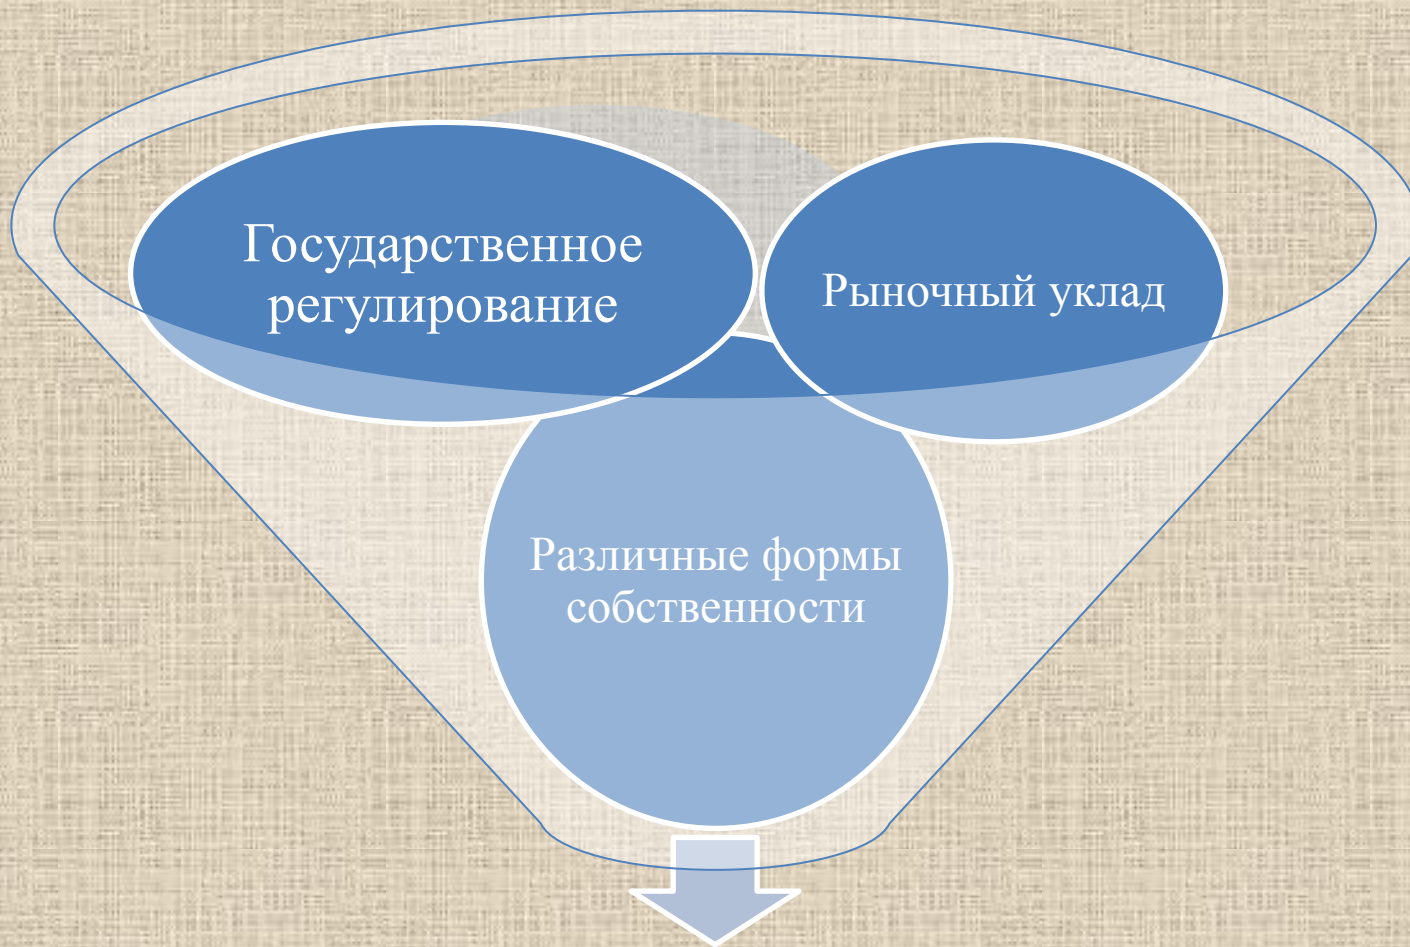 Государственное
регулирование
Рыночный уклад
Различные формы
собственности